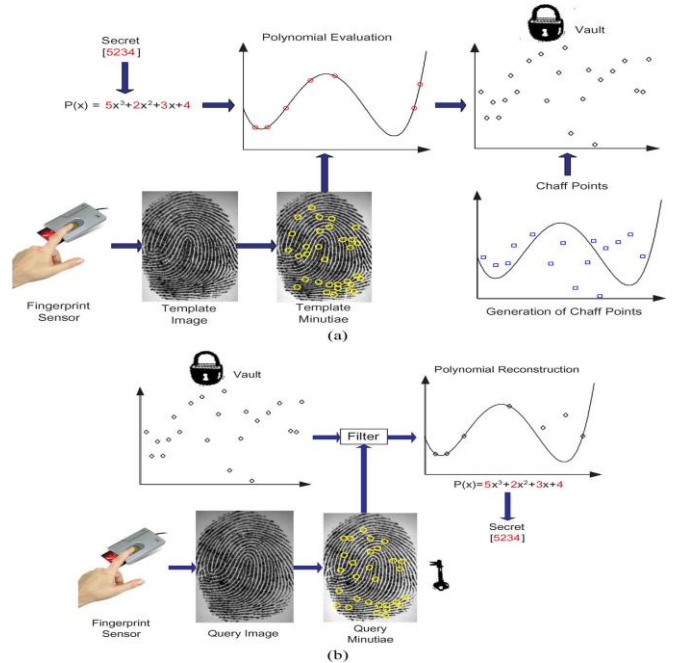 Secret
[5234]
P(x) = 5x³+2x²+3x+4
Polynomial Evaluation
Vault
Chaff Points
Fingerprint
Sensor
Template
Image
Template
Minutiae
Generation of Chaff Points
(a)
Vault
Polynomial Reconstruction
Filter
P(x)=5x³+2x²+3x+4
Secret
[5234]
Fingerprint
Sensor
Query Image
Query
Minutiae
(b)